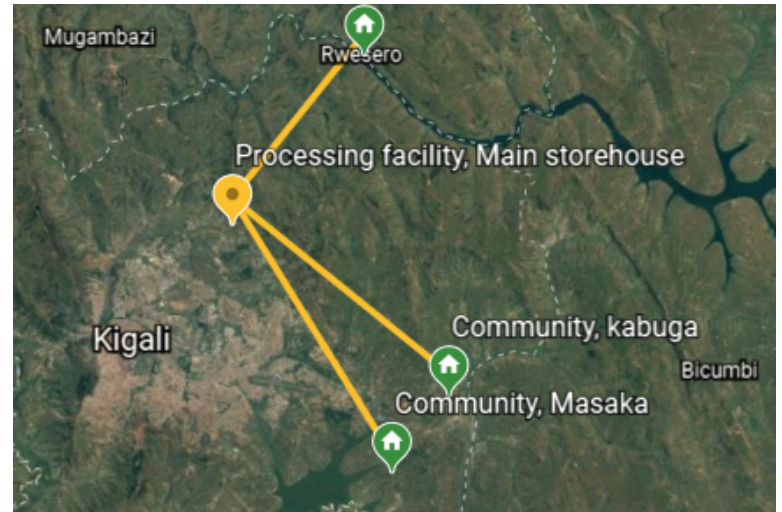 Mugambazi
Rwesero
Processing facility, Main storehouse
Kigali
Community, kabuga
Bicumbi
Community, Masaka